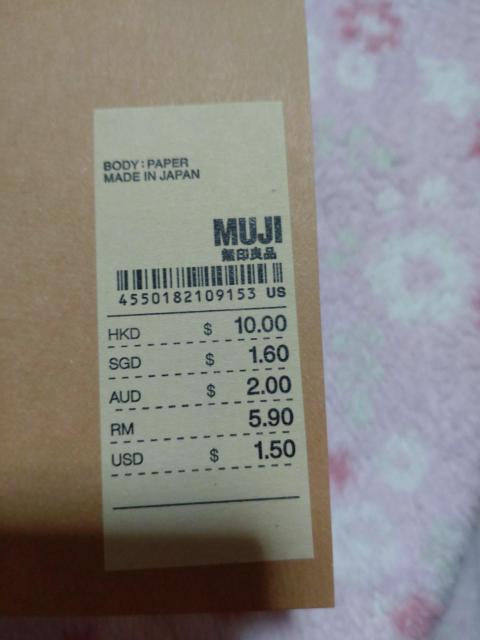 BODY : PAPER
MADE IN JAPAN
MUJI
無印良品
4550182109153 US
HKD $ 10.00
SGD $ 1.60
AUD $ 2.00
RM 5.90
USD $ 1.50